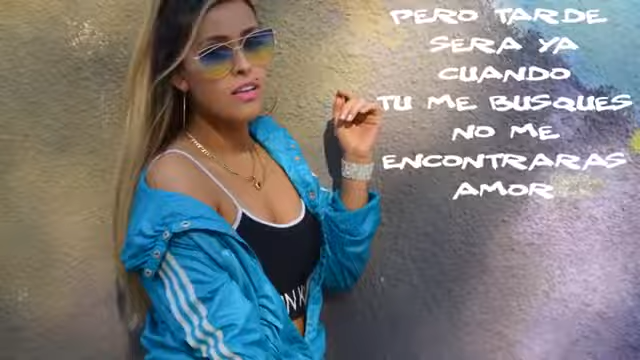 PERO TARDE
SERA YA
CUANDO
TU ME BUSQUES
NO ME
ENCONTRARAS
AMOR